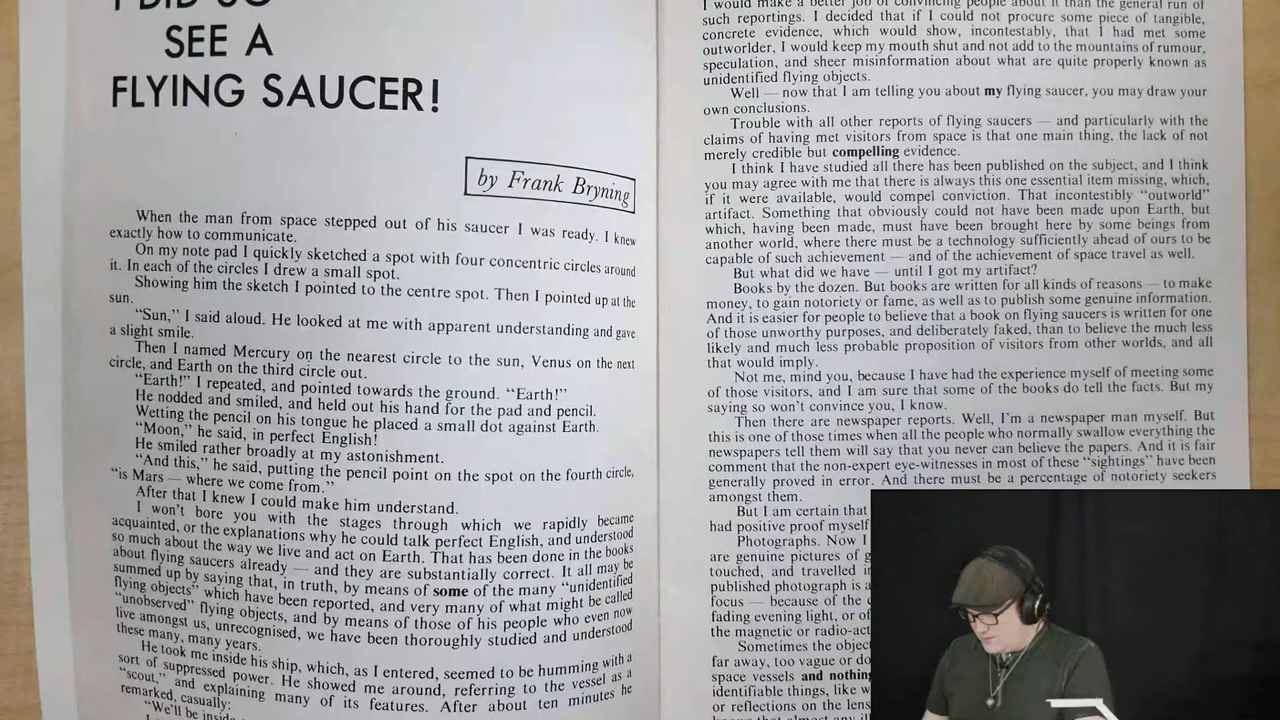 I DID SO
SEE A
FLYING SAUCER!
by Frank Bryning
When the man from space stepped out of his saucer I was ready. I knew
exactly how to communicate.
On my note pad I quickly sketched a spot with four concentric circles around
it. In each of the circles I drew a small spot.
Showing him the sketch I pointed to the centre spot. Then I pointed up at the
sun.
“Sun,” I said aloud. He looked at me with apparent understanding and gave
a slight smile.
Then I named Mercury on the nearest circle to the sun, Venus on the next
circle, and Earth on the third circle out.
“Earth!” I repeated, and pointed towards the ground. “Earth!”
He nodded and smiled, and held out his hand for the pad and pencil.
Wetting the pencil on his tongue he placed a small dot against Earth.
“Moon,” he said, in perfect English!
He smiled rather broadly at my astonishment.
“And this,” he said, putting the pencil point on the spot on the fourth circle,
“is Mars — where we come from.”
After that I knew I could make him understand.
I won’t bore you with the stages through which we rapidly became
acquainted, or the explanations why he could talk perfect English, and understood
so much about the way we live and act on Earth. That has been done in the books
about flying saucers already — and they are substantially correct. It all may be
summed up by saying that, in truth, by means of some of the many “unidentified
flying objects” which have been reported, and very many of what might be called
“unobserved” flying objects, and by means of those of his people who even now
live amongst us, unrecognised, we have been thoroughly studied and understood
these many, many years.
He took me inside his ship, which, as I entered, seemed to be humming with a
sort of suppressed power. He showed me around, referring to the vessel as a
“scout,” and explaining many of its features. After about ten minutes he
remarked, casually:
“We’ll be inside
I would make a better job of convincing people about it than the general run of
such reportings. I decided that if I could not procure some piece of tangible,
concrete evidence, which would show, incontestably, that I had met some
outworlder, I would keep my mouth shut and not add to the mountains of rumour,
speculation, and sheer misinformation about what are quite properly known as
unidentified flying objects.
Well — now that I am telling you about my flying saucer, you may draw your
own conclusions.
Trouble with all other reports of flying saucers — and particularly with the
claims of having met visitors from space is that one main thing, the lack of not
merely credible but compelling evidence.
I think I have studied all there has been published on the subject, and I think
you may agree with me that there is always this one essential item missing, which,
if it were available, would compel conviction. That incontestibly “outworld”
artifact. Something that obviously could not have been made upon Earth, but
which, having been made, must have been brought here by some beings from
another world, where there must be a technology sufficiently ahead of ours to be
capable of such achievement — and of the achievement of space travel as well.
But what did we have — until I got my artifact?
Books by the dozen. But books are written for all kinds of reasons — to make
money, to gain notoriety or fame, as well as to publish some genuine information.
And it is easier for people to believe that a book on flying saucers is written for one
of those unworthy purposes, and deliberately faked, than to believe the much less
likely and much less probable proposition of visitors from other worlds, and all
that would imply.
Not me, mind you, because I have had the experience myself of meeting some
of those visitors, and I am sure that some of the books do tell the facts. But my
saying so won’t convince you, I know.
Then there are newspaper reports. Well, I’m a newspaper man myself. But
this is one of those times when all the people who normally swallow everything the
newspapers tell them will say that you never can believe the papers. And it is fair
comment that the non-expert eye-witnesses in most of these “sightings” have been
generally proved in error. And there must be a percentage of notoriety seekers
amongst them.
But I am certain that
had positive proof myself
Photographs. Now I
are genuine pictures of
touched, and travelled
published photograph is a
focus — because of the
fading evening light, or of
the magnetic or radio-act
Sometimes the object
far away, too vague or do
space vessels and nothing
identifiable things, like w
or reflections on the lens